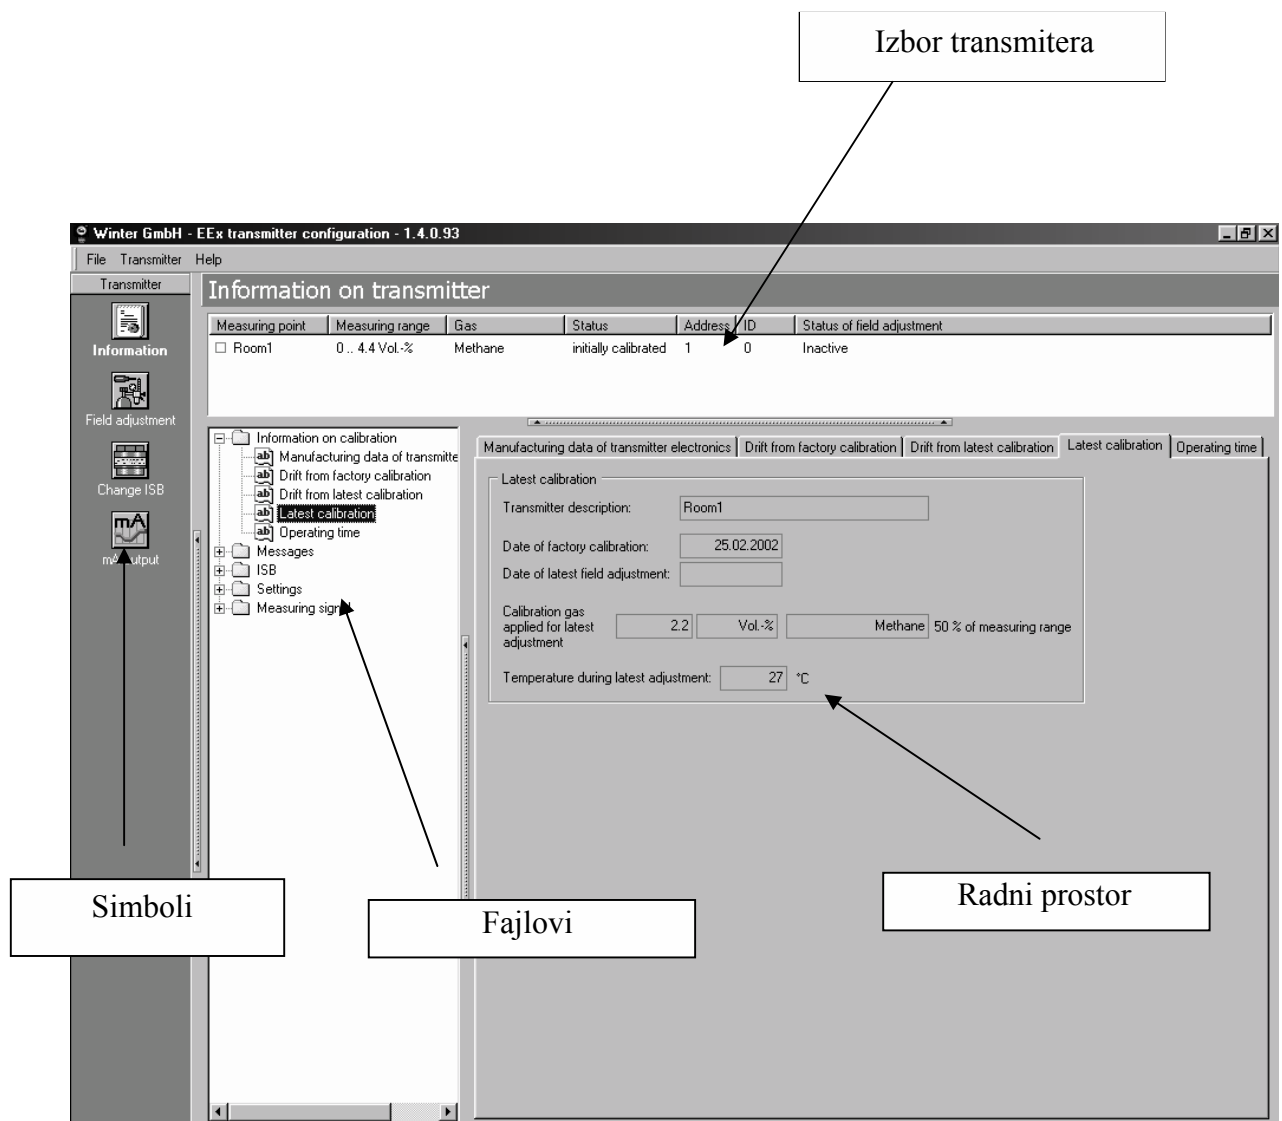 Izbor transmitera
Winter GmbH - EEx transmitter configuration - 1.4.0.93
File Transmitter Help
Transmitter
Information on transmitter
Measuring point Measuring range Gas Status Address ID Status of field adjustment
Room1 0 .. 4.4 Vol.-% Methane initially calibrated 1 0 Inactive
Information
Field adjustment
Change ISB
mA output
Information on calibration
Manufacturing data of transmitte
Drift from factory calibration
Drift from latest calibration
Latest calibration
Operating time
Messages
ISB
Settings
Measuring signal
Manufacturing data of transmitter electronics Drift from factory calibration Drift from latest calibration Latest calibration Operating time
Latest calibration
Transmitter description: Room1
Date of factory calibration: 25.02.2002
Date of latest field adjustment:
Calibration gas
applied for latest 2.2 Vol.-% Methane 50 % of measuring range
adjustment
Temperature during latest adjustment: 27 °C
Simboli
Fajlovi
Radni prostor